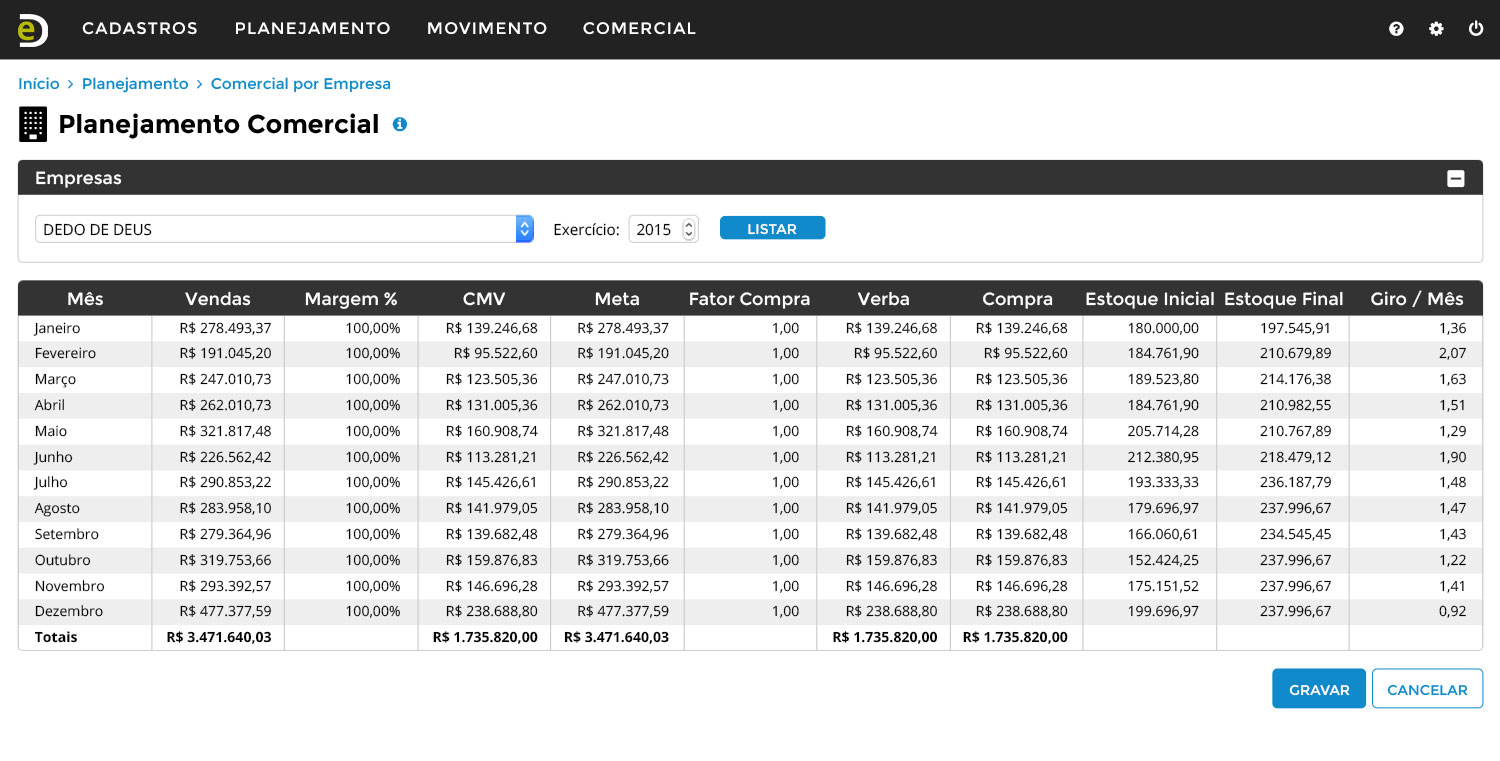 e CADASTROS PLANEJAMENTO MOVIMENTO COMERCIAL
Início > Planejamento > Comercial por Empresa
Planejamento Comercial
Empresas
DEDO DE DEUS Exercício: 2015 LISTAR
Mês Vendas Margem % CMV Meta Fator Compra Verba Compra Estoque Inicial Estoque Final Giro / Mês
Janeiro R$ 278.493,37 100,00% R$ 139.246,68 R$ 278.493,37 1,00 R$ 139.246,68 R$ 139.246,68 180.000,00 197.545,91 1,36
Fevereiro R$ 191.045,20 100,00% R$ 95.522,60 R$ 191.045,20 1,00 R$ 95.522,60 R$ 95.522,60 184.761,90 210.679,89 2,07
Março R$ 247.010,73 100,00% R$ 123.505,36 R$ 247.010,73 1,00 R$ 123.505,36 R$ 123.505,36 189.523,80 214.176,38 1,63
Abril R$ 262.010,73 100,00% R$ 131.005,36 R$ 262.010,73 1,00 R$ 131.005,36 R$ 131.005,36 184.761,90 210.982,55 1,51
Maio R$ 321.817,48 100,00% R$ 160.908,74 R$ 321.817,48 1,00 R$ 160.908,74 R$ 160.908,74 205.714,28 210.767,89 1,29
Junho R$ 226.562,42 100,00% R$ 113.281,21 R$ 226.562,42 1,00 R$ 113.281,21 R$ 113.281,21 212.380,95 218.479,12 1,90
Julho R$ 290.853,22 100,00% R$ 145.426,61 R$ 290.853,22 1,00 R$ 145.426,61 R$ 145.426,61 193.333,33 236.187,79 1,48
Agosto R$ 283.958,10 100,00% R$ 141.979,05 R$ 283.958,10 1,00 R$ 141.979,05 R$ 141.979,05 179.696,97 237.996,67 1,47
Setembro R$ 279.364,96 100,00% R$ 139.682,48 R$ 279.364,96 1,00 R$ 139.682,48 R$ 139.682,48 166.060,61 234.545,45 1,43
Outubro R$ 319.753,66 100,00% R$ 159.876,83 R$ 319.753,66 1,00 R$ 159.876,83 R$ 159.876,83 152.424,25 237.996,67 1,22
Novembro R$ 293.392,57 100,00% R$ 146.696,28 R$ 293.392,57 1,00 R$ 146.696,28 R$ 146.696,28 175.151,52 237.996,67 1,41
Dezembro R$ 477.377,59 100,00% R$ 238.688,80 R$ 477.377,59 1,00 R$ 238.688,80 R$ 238.688,80 199.696,97 237.996,67 0,92
Totais R$ 3.471.640,03 R$ 1.735.820,00 R$ 3.471.640,03 R$ 1.735.820,00 R$ 1.735.820,00
GRAVAR CANCELAR